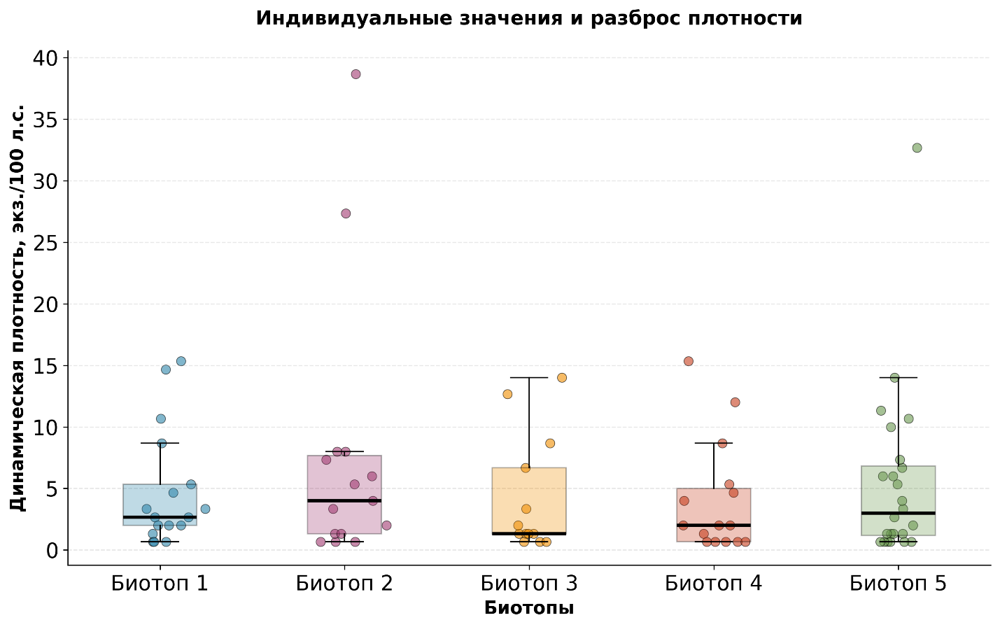 Индивидуальные значения и разброс плотности
Динамическая плотность, экз./100 л.с.
40
35
30
25
20
15
10
5
0
Биотоп 1
Биотоп 2
Биотоп 3
Биотоп 4
Биотоп 5
Биотопы